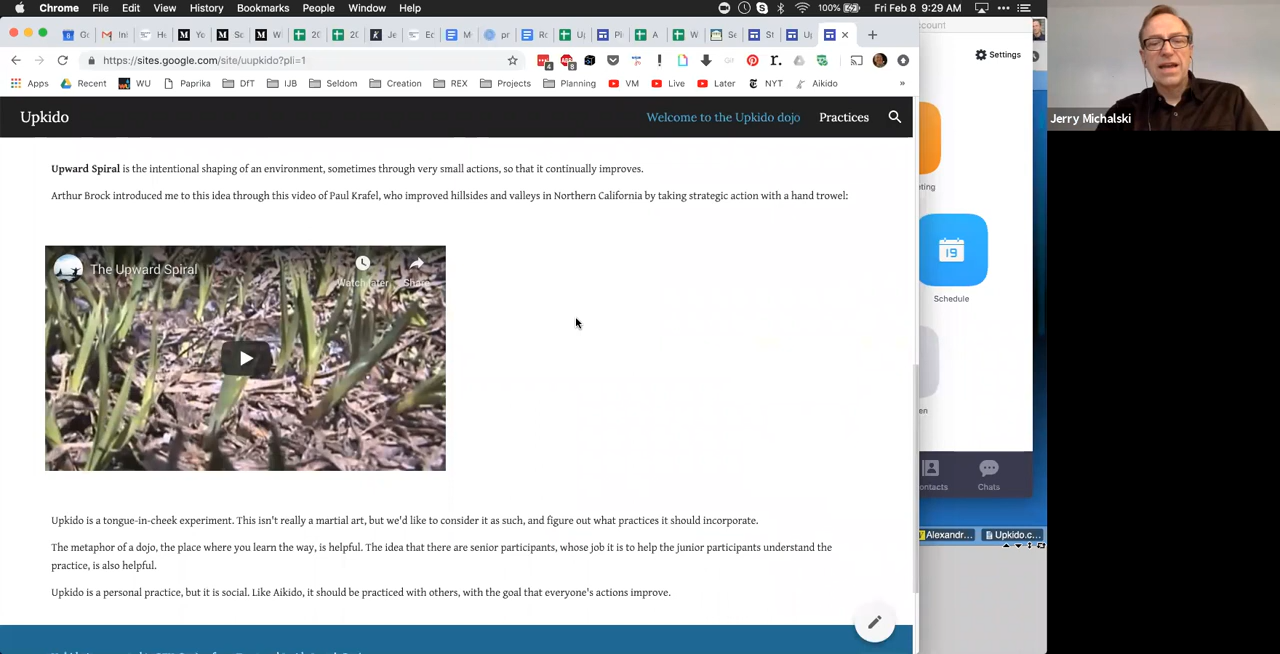 Chrome File Edit View History Bookmarks People Window Help 100% Fri Feb 8 9:29 AM
https://sites.google.com/site/uupkido?pli=1
Apps Recent WU Paprika DfT IJB Seldom Creation REX Projects Planning VM Live Later NYT Aikido
Upkido Welcome to the Upkido dojo Practices
Upward Spiral is the intentional shaping of an environment, sometimes through very small actions, so that it continually improves.
Arthur Brock introduced me to this idea through this video of Paul Krafel, who improved hillsides and valleys in Northern California by taking strategic action with a hand trowel:
The Upward Spiral
Watch later Share
Upkido is a tongue-in-cheek experiment. This isn't really a martial art, but we'd like to consider it as such, and figure out what practices it should incorporate.
The metaphor of a dojo, the place where you learn the way, is helpful. The idea that there are senior participants, whose job it is to help the junior participants understand the
practice, is also helpful.
Upkido is a personal practice, but it is social. Like Aikido, it should be practiced with others, with the goal that everyone's actions improve.
Settings
19
Schedule
Chats
Alexandr...
Upkido.c...
Jerry Michalski